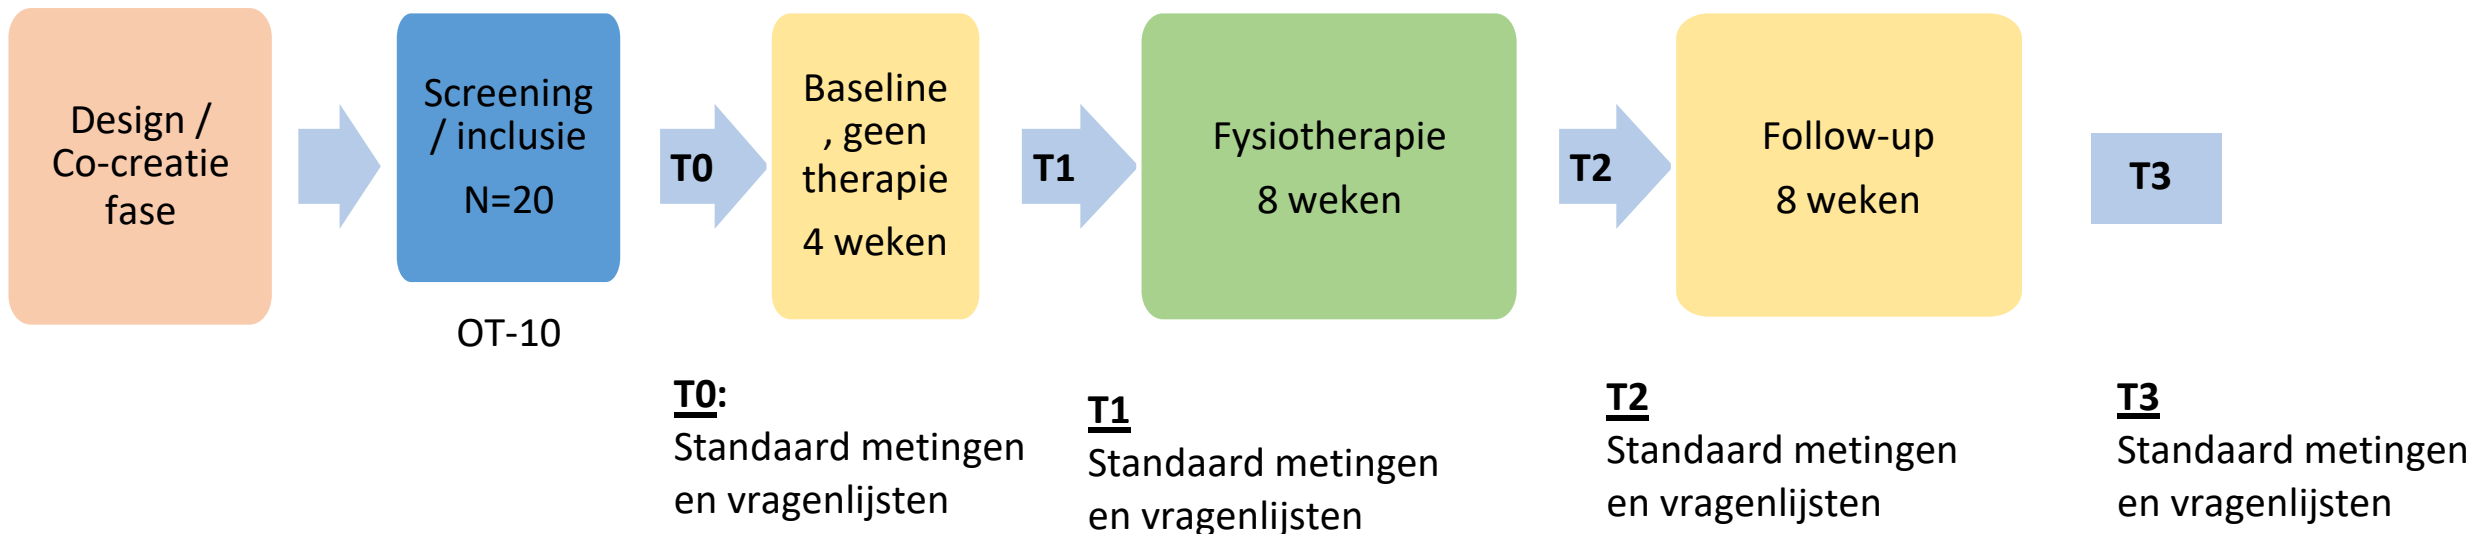 Design /
Co-creatie
fase
Screening
/ inclusie
N=20
OT-10
T0
Baseline
, geen
therapie
4 weken
T1
Fysiotherapie
8 weken
T2
Follow-up
8 weken
T3
T0:
Standaard metingen
en vragenlijsten
T1
Standaard metingen
en vragenlijsten
T2
Standaard metingen
en vragenlijsten
T3
Standaard metingen
en vragenlijsten